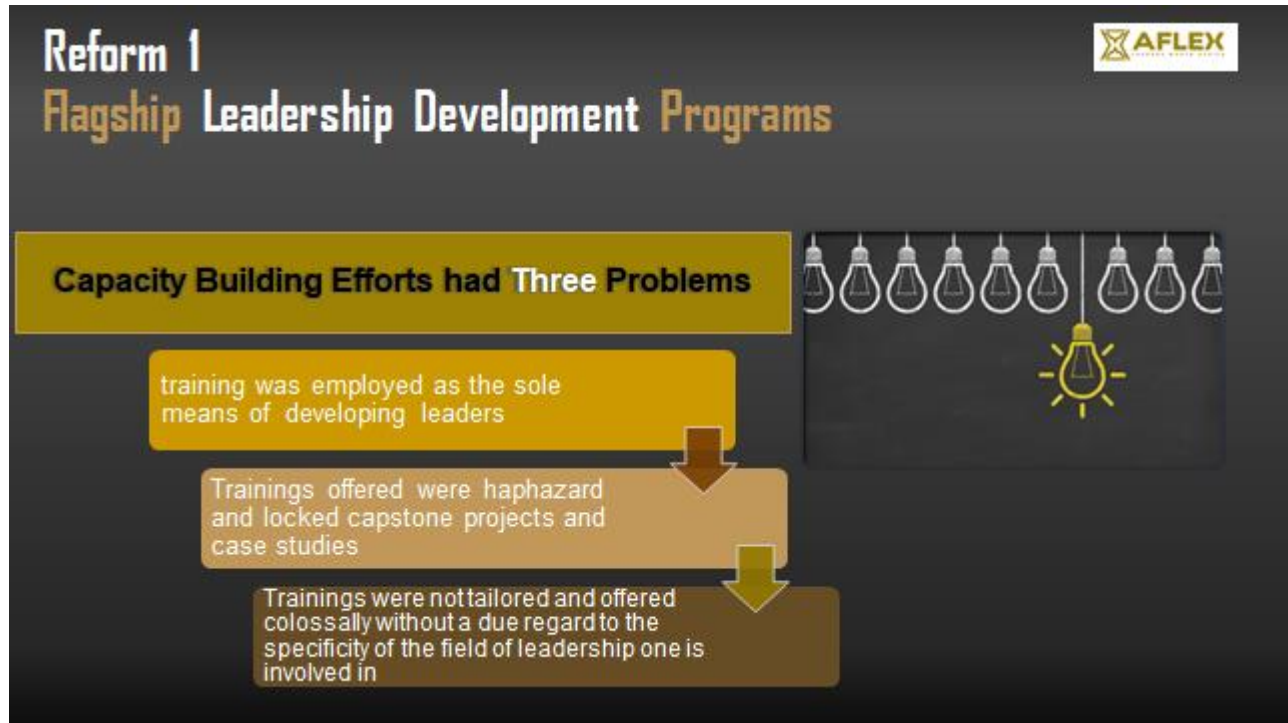 Reform 1
AFLEX
Flagship Leadership Development Programs
Capacity Building Efforts had Three Problems
training was employed as the sole
means of developing leaders
Trainings offered were haphazard
and locked capstone projects and
case studies
Trainings were not tailored and offered
colossally without a due regard to the
specificity of the field of leadership one is
involved in